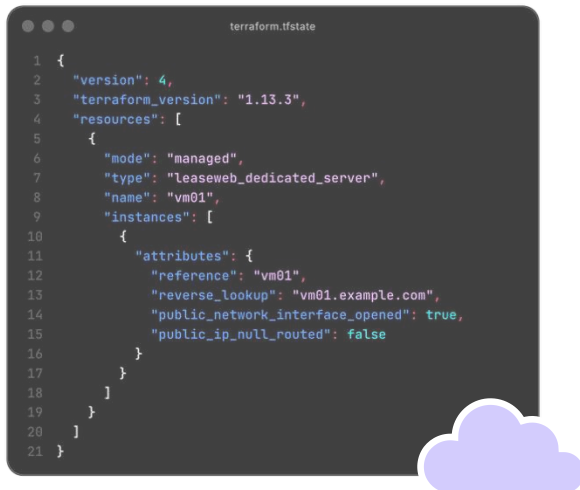 terraform.tfstate
1 {
2   "version": 4,
3   "terraform_version": "1.13.3",
4   "resources": [
5     {
6       "mode": "managed",
7       "type": "leaseweb_dedicated_server",
8       "name": "vm01",
9       "instances": [
10         {
11           "attributes": {
12             "reference": "vm01",
13             "reverse_lookup": "vm01.example.com",
14             "public_network_interface_opened": true,
15             "public_ip_null_routed": false
16           }
17         }
18       ]
19     }
20   ]
21 }